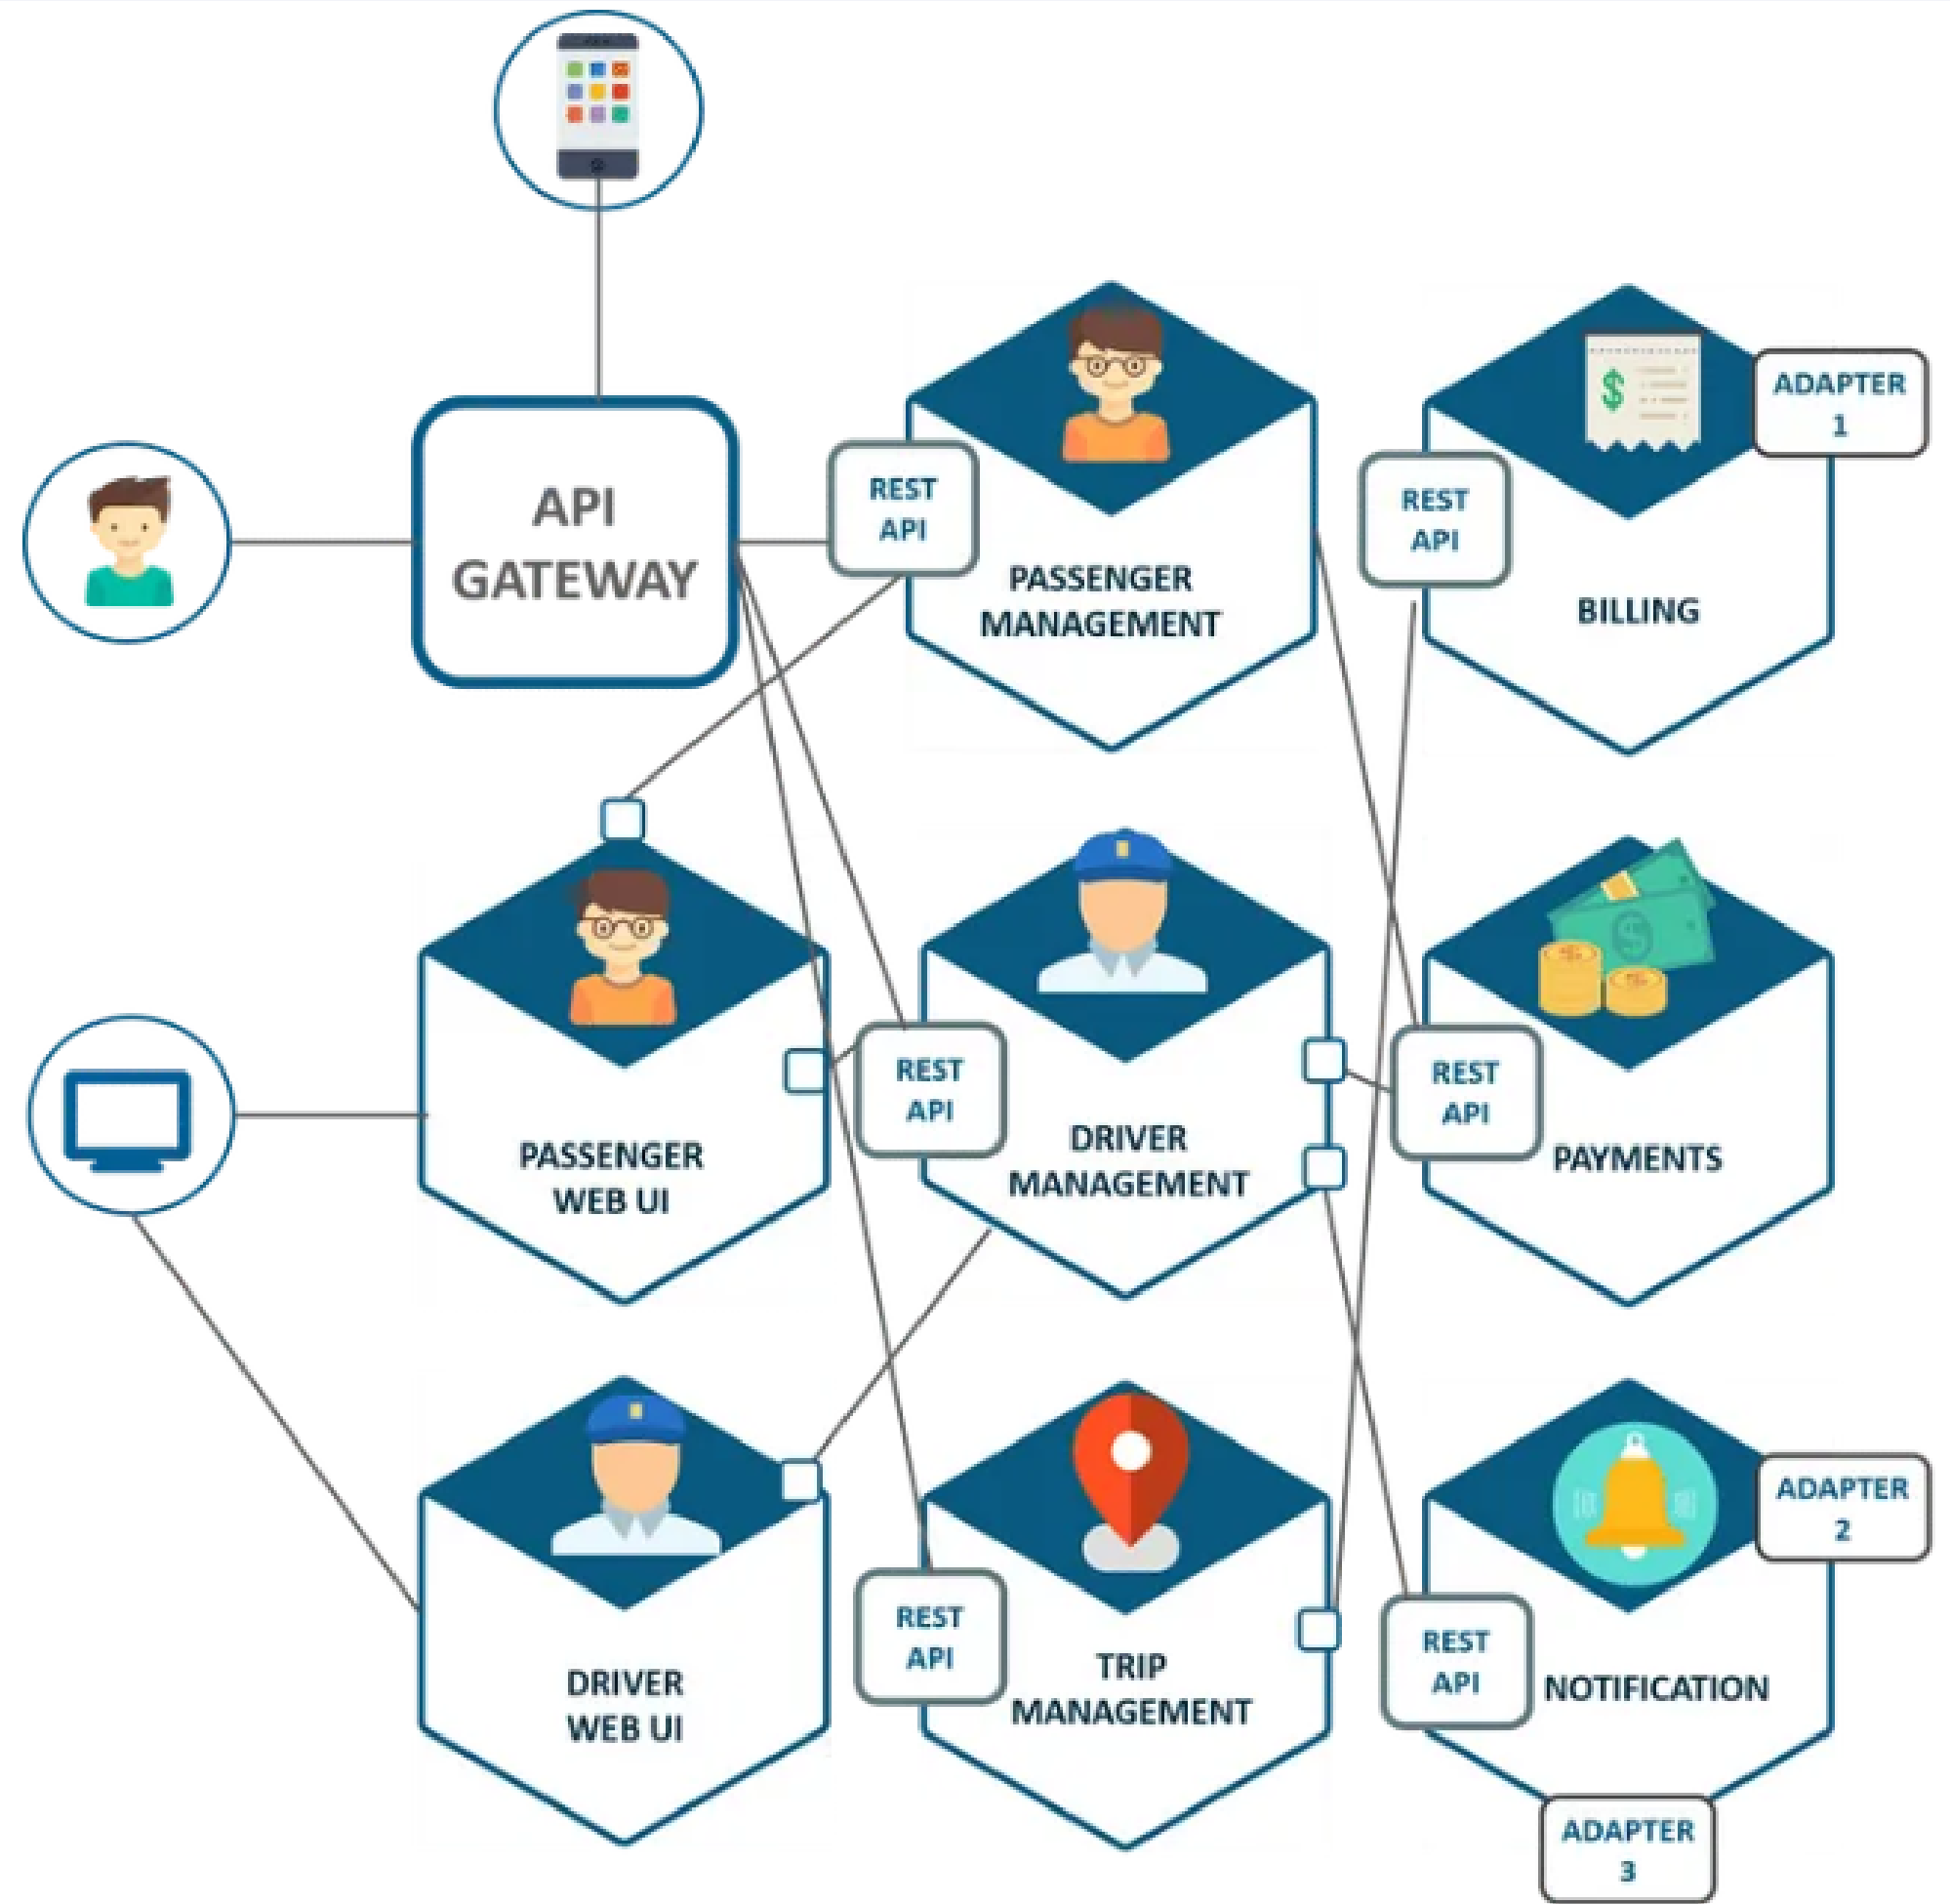 API
GATEWAY
REST
API
PASSENGER
MANAGEMENT
REST
API
BILLING
ADAPTER
1
PASSENGER
WEB UI
REST
API
DRIVER
MANAGEMENT
REST
API
PAYMENTS
DRIVER
WEB UI
REST
API
TRIP
MANAGEMENT
REST
API
NOTIFICATION
ADAPTER
2
ADAPTER
3